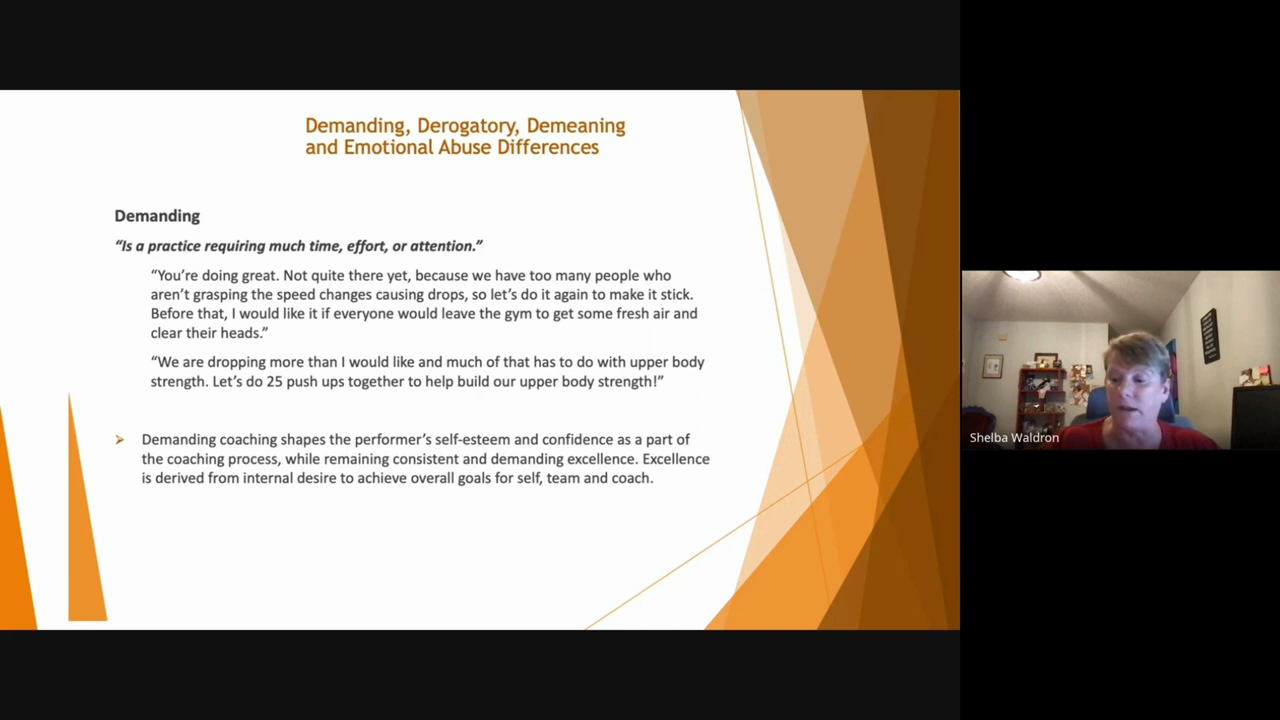 Demanding, Derogatory, Demeaning
and Emotional Abuse Differences
Demanding
“Is a practice requiring much time, effort, or attention.”
“You’re doing great. Not quite there yet, because we have too many people who
aren’t grasping the speed changes causing drops, so let’s do it again to make it stick.
Before that, I would like it if everyone would leave the gym to get some fresh air and
clear their heads.”
“We are dropping more than I would like and much of that has to do with upper body
strength. Let’s do 25 push ups together to help build our upper body strength!”
Demanding coaching shapes the performer’s self-esteem and confidence as a part of
the coaching process, while remaining consistent and demanding excellence. Excellence
is derived from internal desire to achieve overall goals for self, team and coach.
Shelba Waldron